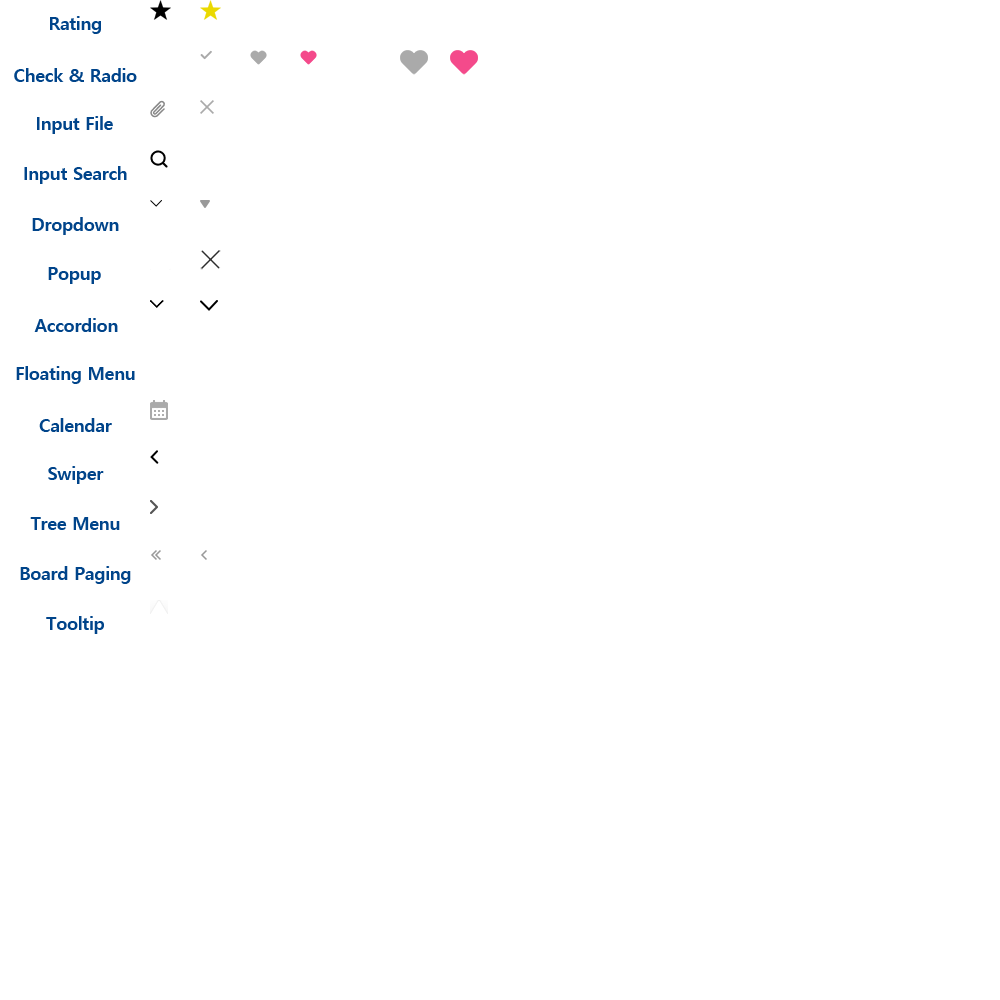 Rating
Check & Radio
Input File
Input Search
Dropdown
Popup
Accordion
Floating Menu
Calendar
Swiper
Tree Menu
Board Paging
Tooltip